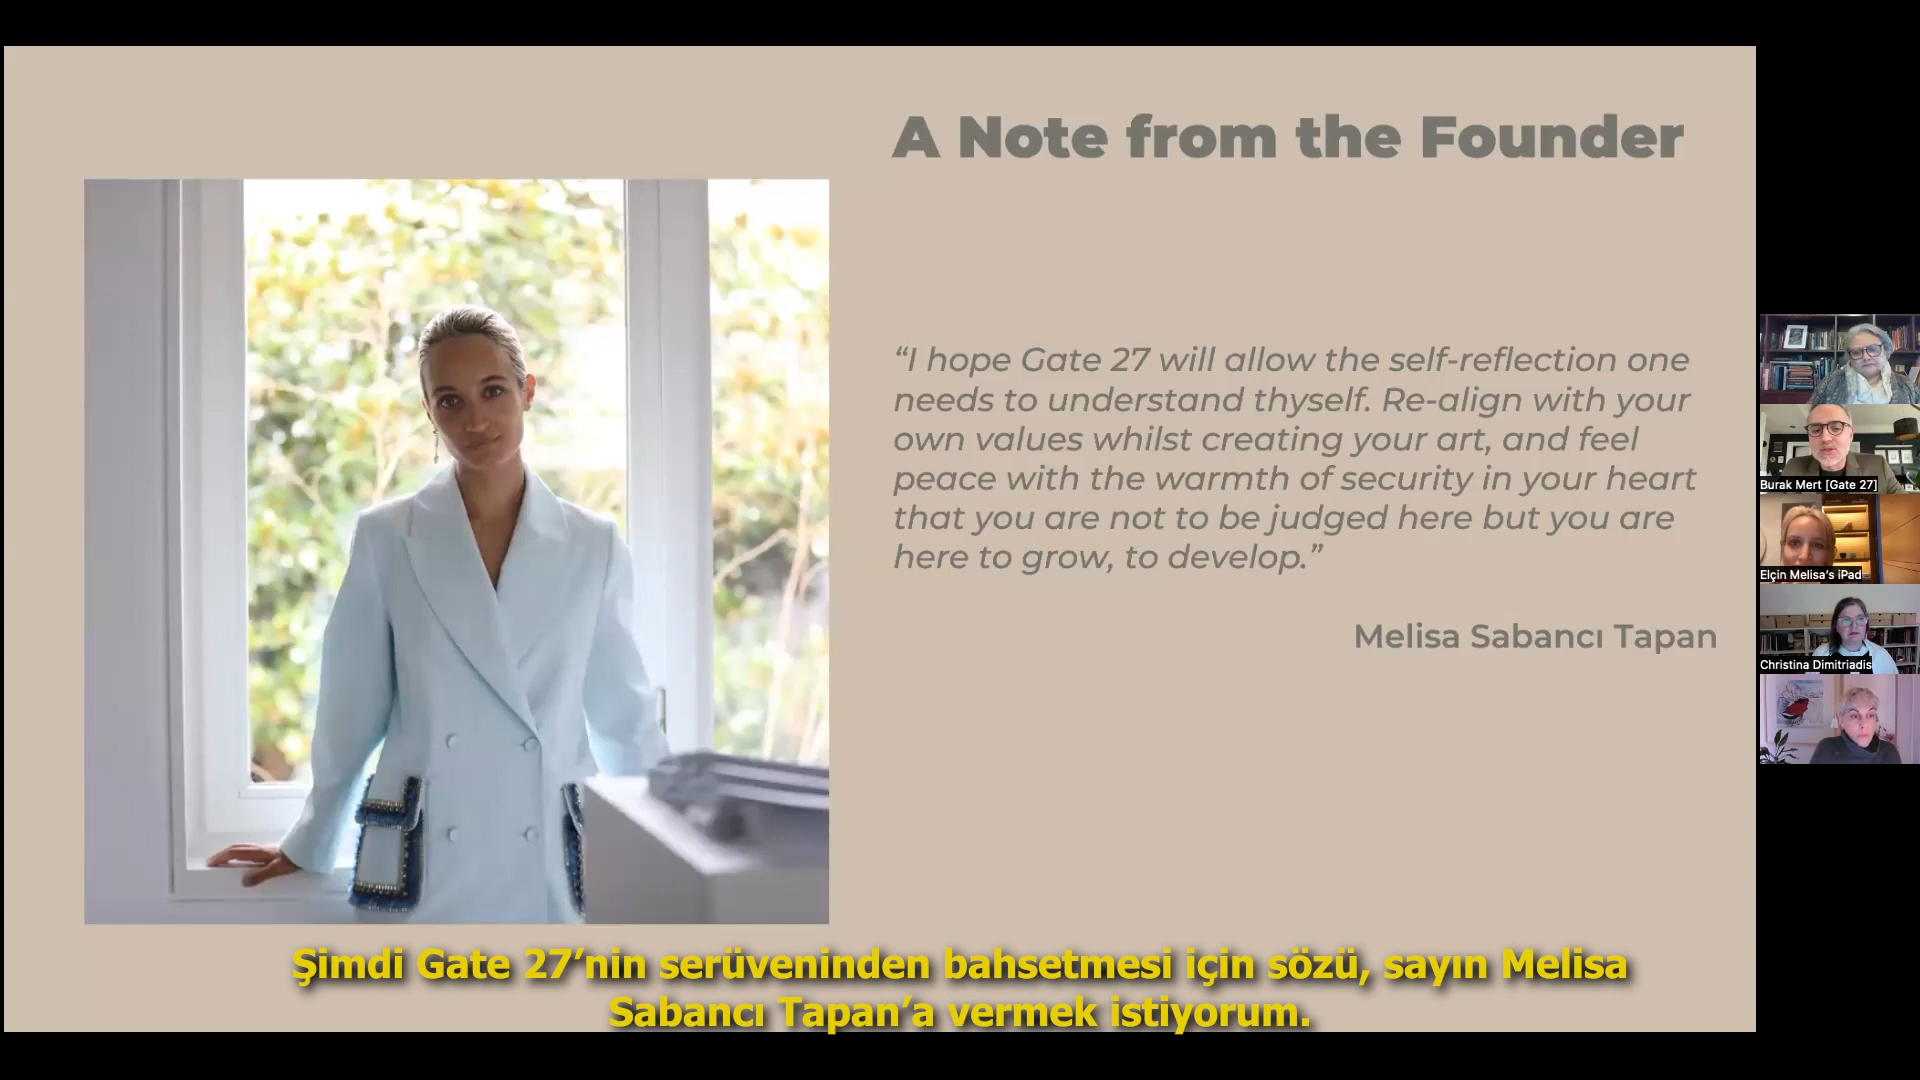 A Note from the Founder
“I hope Gate 27 will allow the self-reflection one
needs to understand thyself. Re-align with your
own values whilst creating your art, and feel
peace with the warmth of security in your heart
that you are not to be judged here but you are
here to grow, to develop.”
Melisa Sabancı Tapan
Burak Mert [Gate 27]
Elçin Melisa’s iPad
Christina Dimitriadis
Şimdi Gate 27’nin serüveninden bahsetmesi için sözü, sayın Melisa
Sabancı Tapan’a vermek istiyorum.